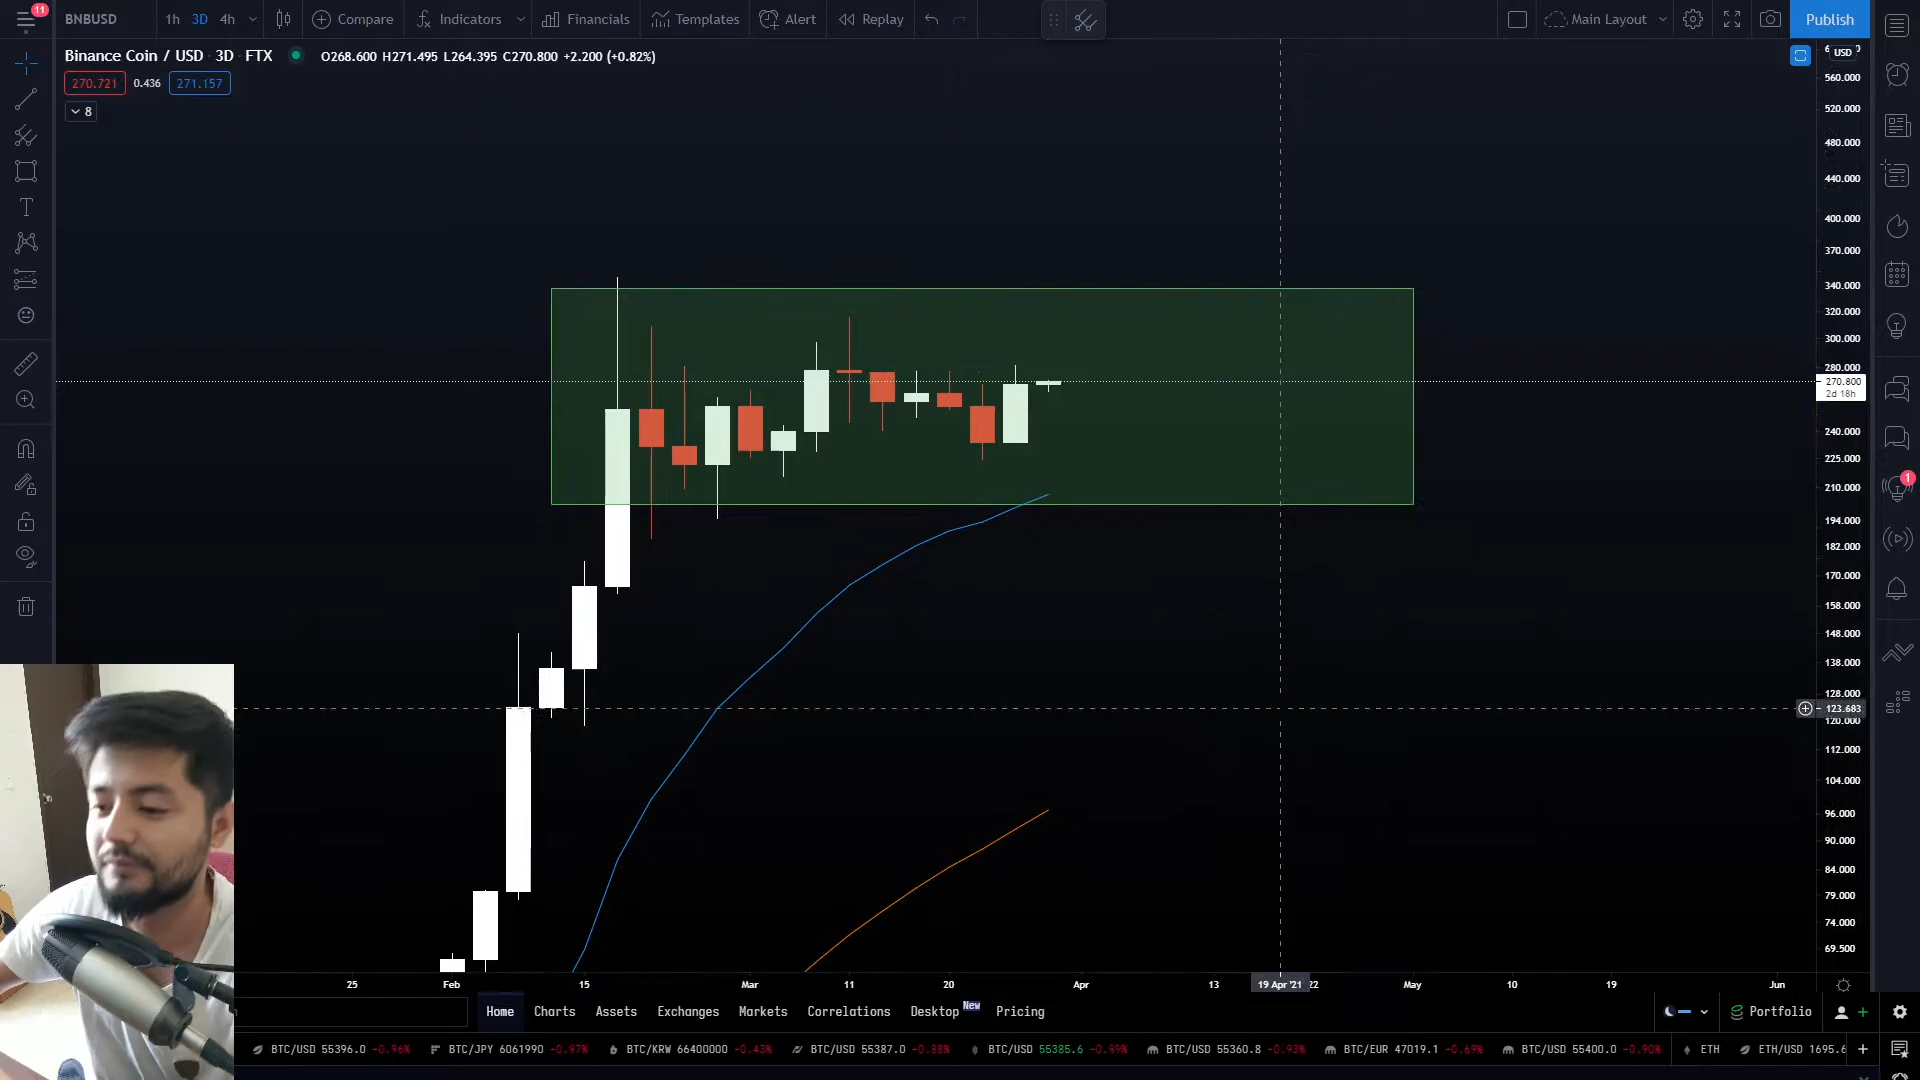 11
BNBUSD
1h 3D 4h
Compare
Indicators
Financials
Templates
Alert
Replay
Main Layout
Publish
Binance Coin / USD 3D FTX
O268.600 H271.495 L264.395 C270.800 +2.200 (+0.82%)
270.721 0.436 271.157
8
USD
560.000
520.000
480.000
440.000
400.000
370.000
340.000
320.000
300.000
280.000
270.800
2d 18h
240.000
225.000
210.000
194.000
182.000
170.000
158.000
148.000
138.000
128.000
123.683
120.000
112.000
104.000
96.000
90.000
84.000
79.000
74.000
69.500
1
25 Feb 15 Mar 11 20 Apr 13 19 Apr '21 22 May 10 19 Jun
Home Charts Assets Exchanges Markets Correlations Desktop New Pricing
Portfolio
BTC/USD 55396.0 -0.96% BTC/JPY 6061990 -0.97% BTC/KRW 66400000 -0.43% BTC/USD 55387.0 -0.88% BTC/USD 55385.6 -0.89% BTC/USD 55360.8 -0.93% BTC/EUR 47019.1 -0.69% BTC/USD 55400.0 -0.90% ETH ETH/USD 1695.6